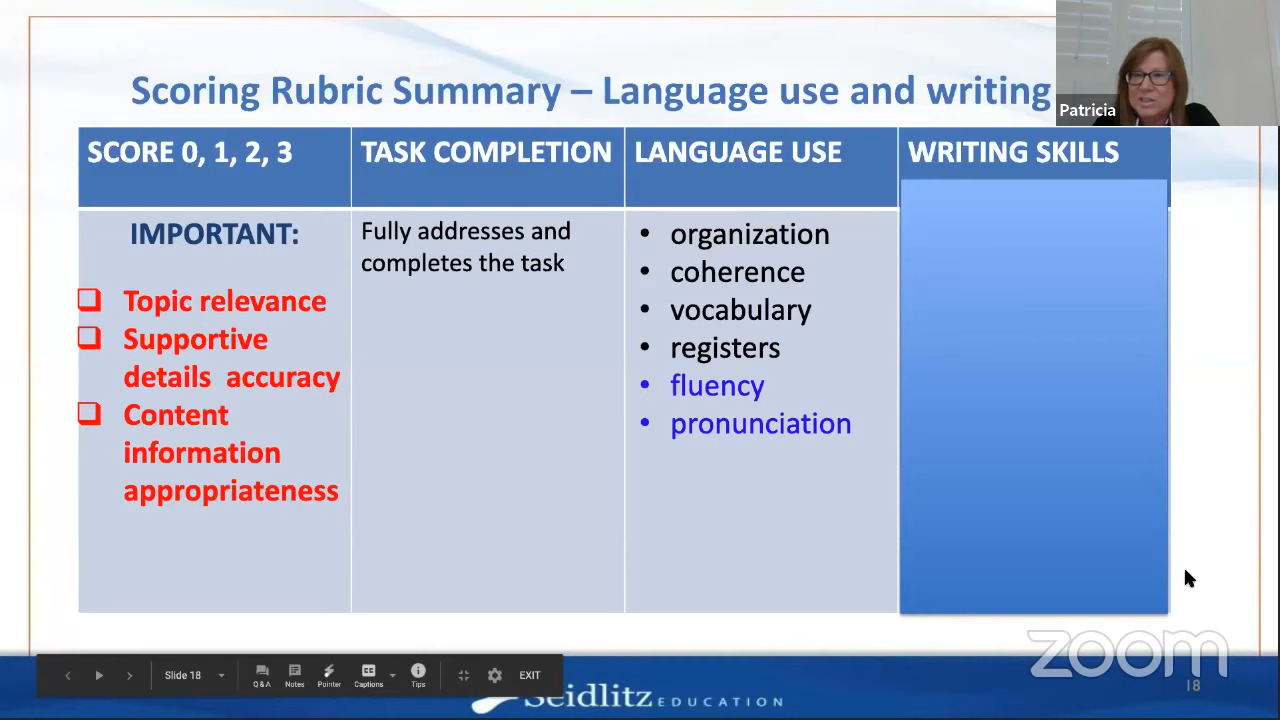 Scoring Rubric Summary – Language use and writing
Patricia
SCORE 0, 1, 2, 3
TASK COMPLETION
LANGUAGE USE
WRITING SKILLS
IMPORTANT:
❑ Topic relevance
❑ Supportive
details accuracy
❑ Content
information
appropriateness
Fully addresses and
completes the task
• organization
• coherence
• vocabulary
• registers
• fluency
• pronunciation
zoom
Slide 18
Q & A
Notes
Pointer
CC
Captions
Tips
EXIT
Seidlitz EDUCATION
18